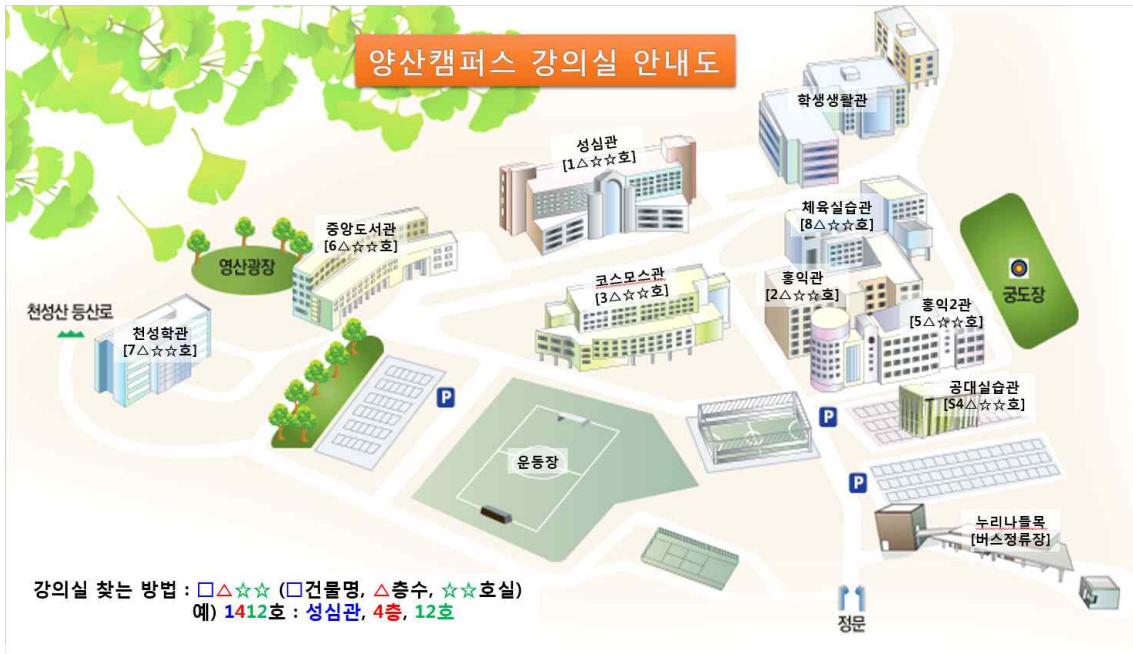 양산캠퍼스 강의실 안내도
학생생활관
성심관
[1△☆☆호]
체육실습관
[8△☆☆호]
중앙도서관
[6△☆☆호]
영산광장
코스모스관
[3△☆☆호]
홍익관
[2△☆☆호]
궁도장
홍익2관
[5△☆☆호]
천성산 등산로
천성학관
[7△☆☆호]
공대실습관
[S4△☆☆호]
P
P
P
운동장
누리나들목
[버스정류장]
강의실 찾는 방법 : □△☆☆ (□건물명, △층수, ☆☆호실)
예) 1412호 : 성심관, 4층, 12호
정문